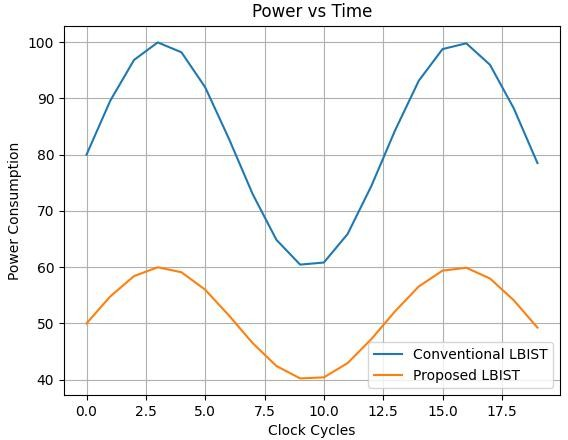 Power vs Time
Power Consumption
100
90
80
70
60
50
40
0.0 2.5 5.0 7.5 10.0 12.5 15.0 17.5
Clock Cycles
Conventional LBIST
Proposed LBIST